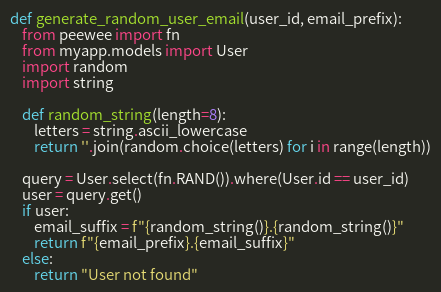 def generate_random_user_email(user_id, email_prefix):
    from peewee import fn
    from myapp.models import User
    import random
    import string

    def random_string(length=8):
        letters = string.ascii_lowercase
        return ''.join(random.choice(letters) for i in range(length))

    query = User.select(fn.RAND()).where(User.id == user_id)
    user = query.get()
    if user:
        email_suffix = f"{random_string()}.{random_string()}"
        return f"{email_prefix}.{email_suffix}"
    else:
        return "User not found"